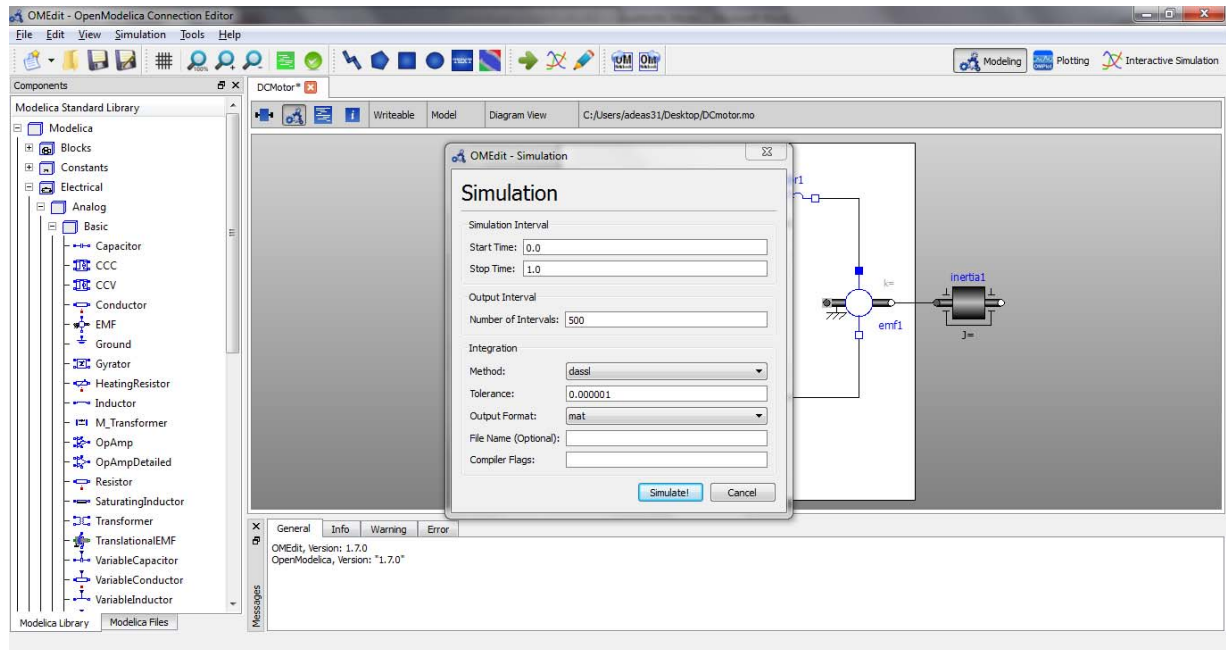 OMEdit - OpenModelica Connection Editor
File Edit View Simulation Tools Help
100%
TEXT
Modeling Plotting Interactive Simulation
Components
DCMotor*
Modelica Standard Library
Writeable Model Diagram View C:/Users/adeas31/Desktop/DCmotor.mo
Modelica
Blocks
Constants
Electrical
Analog
Basic
Capacitor
CCC
CCV
Conductor
EMF
Ground
Gyrator
HeatingResistor
Inductor
M_Transformer
OpAmp
OpAmpDetailed
Resistor
SaturatingInductor
Transformer
TranslationalEMF
VariableCapacitor
VariableConductor
VariableInductor
Modelica Library Modelica Files
OMEdit - Simulation
Simulation
Simulation Interval
Start Time: 0.0
Stop Time: 1.0
Output Interval
Number of Intervals: 500
Integration
Method: dassl
Tolerance: 0.000001
Output Format: mat
File Name (Optional):
Compiler Flags:
Simulate! Cancel
r1
k=
emf1
inertia1
J=
General Info Warning Error
OMEdit, Version: 1.7.0
OpenModelica, Version: "1.7.0"
Messages